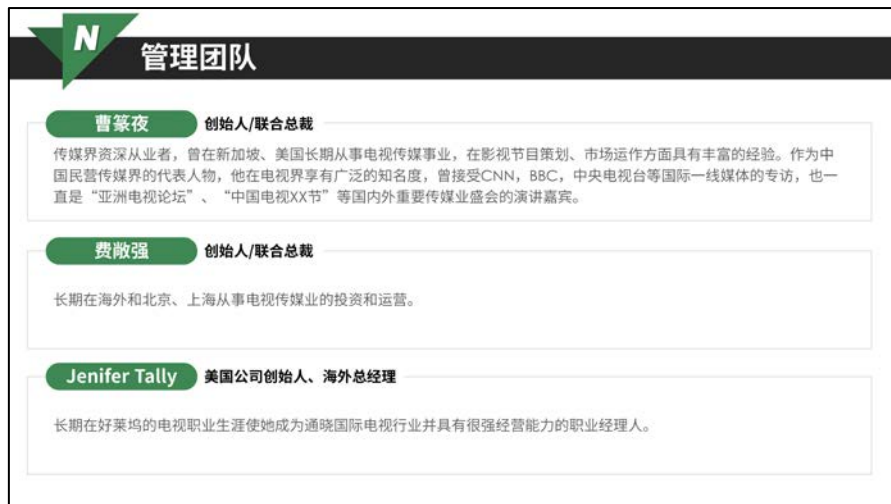 N
管理团队
曹篆夜 创始人/联合总裁
传媒界资深从业者，曾在新加坡、美国长期从事电视传媒事业，在影视节目策划、市场运作方面具有丰富的经验。作为中
国民营传媒界的代表人物，他在电视界享有广泛的知名度，曾接受CNN，BBC，中央电视台等国际一线媒体的专访，也一
直是“亚洲电视论坛”、“中国电视XX节”等国内外重要传媒业盛会的演讲嘉宾。
费敞强 创始人/联合总裁
长期在海外和北京、上海从事电视传媒业的投资和运营。
Jenifer Tally 美国公司创始人、海外总经理
长期在好莱坞的电视职业生涯使她成为通晓国际电视行业并具有很强经营能力的职业经理人。